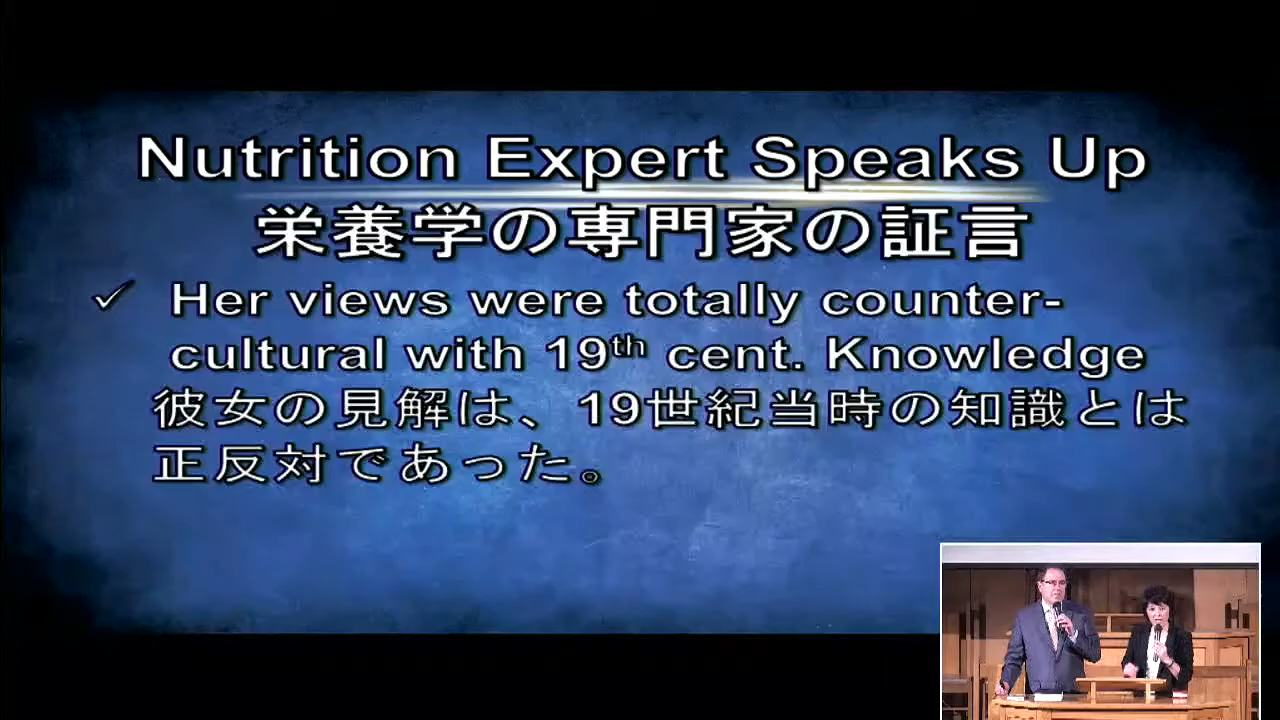 Nutrition Expert Speaks Up
栄養学の専門家の証言
✓ Her views were totally counter-
cultural with 19th cent. Knowledge
彼女の見解は、19世紀当時の知識とは
正反対であった。